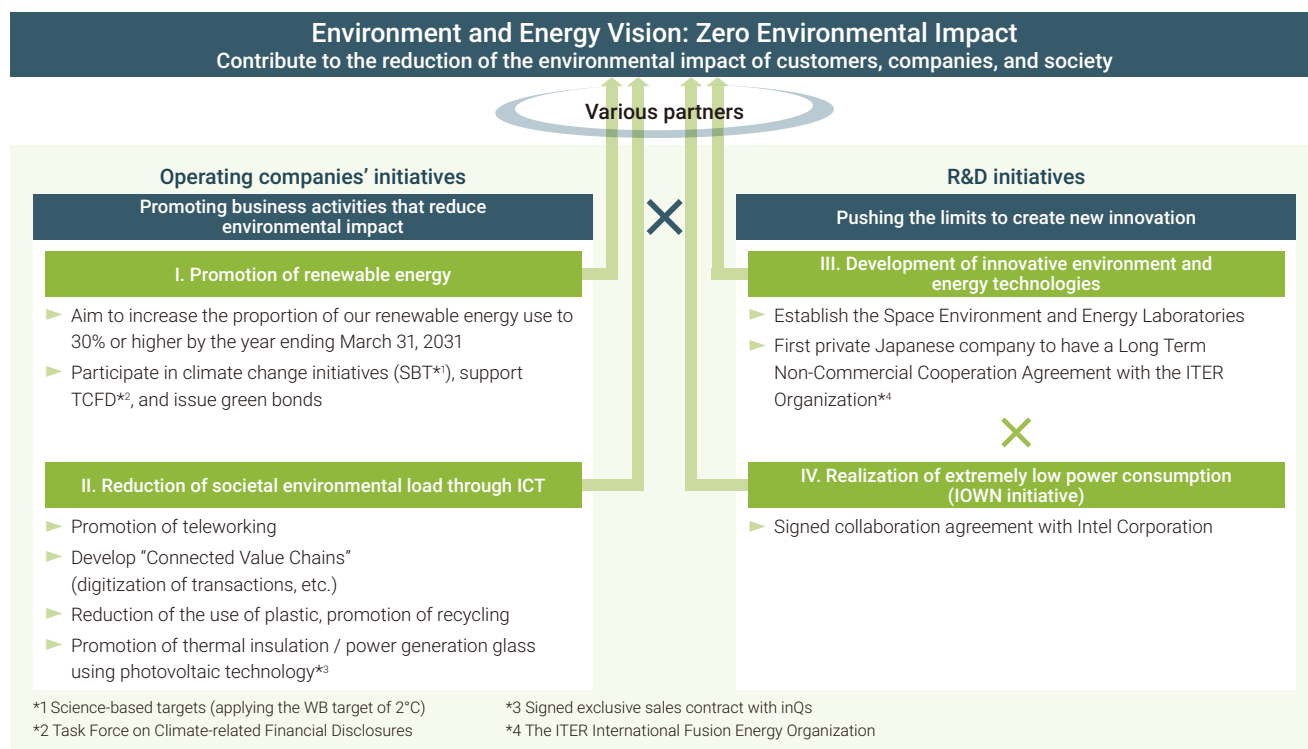 Environment and Energy Vision: Zero Environmental Impact
Contribute to the reduction of the environmental impact of customers, companies, and society
Various partners
Operating companies’ initiatives
Promoting business activities that reduce
environmental impact
I. Promotion of renewable energy
Aim to increase the proportion of our renewable energy use to
30% or higher by the year ending March 31, 2031
Participate in climate change initiatives (SBT*1), support
TCFD*2, and issue green bonds
II. Reduction of societal environmental load through ICT
Promotion of teleworking
Develop “Connected Value Chains”
(digitization of transactions, etc.)
Reduction of the use of plastic, promotion of recycling
Promotion of thermal insulation / power generation glass
using photovoltaic technology*3
R&D initiatives
Pushing the limits to create new innovation
III. Development of innovative environment and
energy technologies
Establish the Space Environment and Energy Laboratories
First private Japanese company to have a Long Term
Non-Commercial Cooperation Agreement with the ITER
Organization*4
IV. Realization of extremely low power consumption
(IOWN initiative)
Signed collaboration agreement with Intel Corporation
*1 Science-based targets (applying the WB target of 2°C)
*2 Task Force on Climate-related Financial Disclosures
*3 Signed exclusive sales contract with inQs
*4 The ITER International Fusion Energy Organization